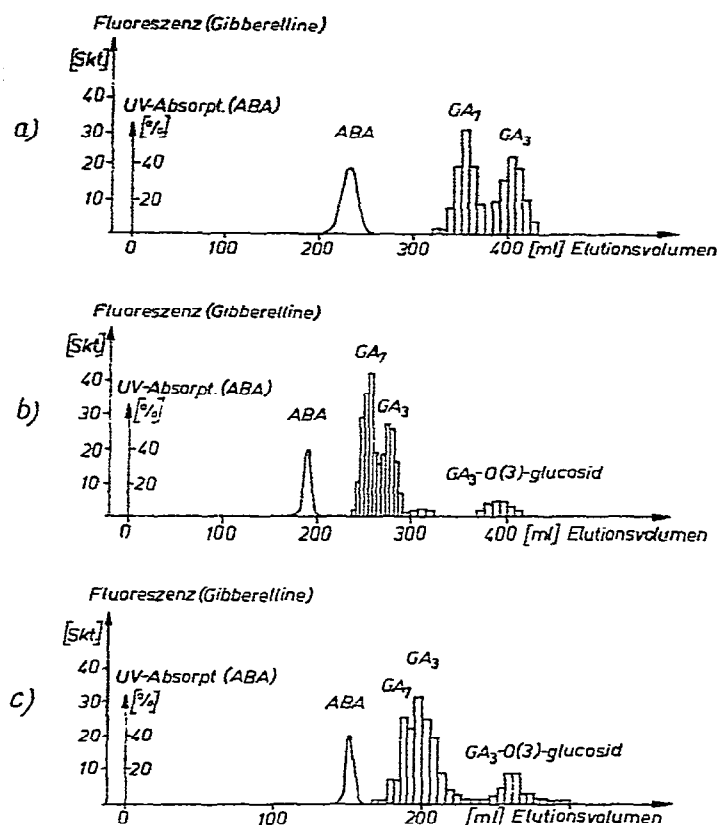 Fluoreszenz (Gibberelline)
[Skt]
UV-Absorpt. (ABA)
[%]
a)
ABA
GA7
GA3
40
30
20
10
40
20
0
100
200
300
400
[ml] Elutionsvolumen
Fluoreszenz (Gibberelline)
[Skt]
UV-Absorpt. (ABA)
[%]
b)
ABA
GA7
GA3
GA3-O(3)-glucosid
40
30
20
10
40
20
0
100
200
300
400
[ml] Elutionsvolumen
Fluoreszenz (Gibberelline)
[Skt]
UV-Absorpt (ABA)
[%]
c)
ABA
GA7
GA3
GA3-O(3)-glucosid
40
30
20
10
40
20
0
100
200
[ml] Elutionsvolumen